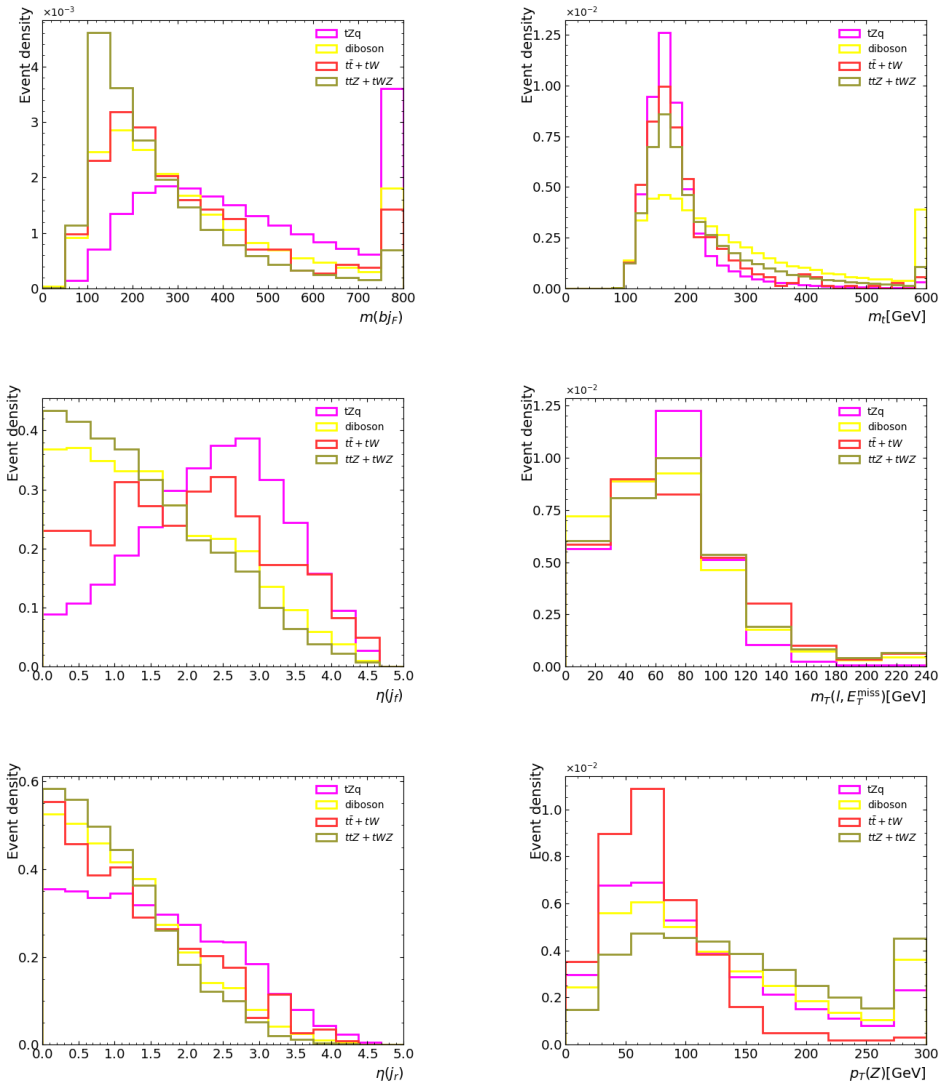 ×10⁻³
Event density
tZq
diboson
tt̄ + tW
ttZ + tWZ
4
3
2
1
0
0 100 200 300 400 500 600 700 800
m(bj_F)
×10⁻²
Event density
tZq
diboson
tt̄ + tW
ttZ + tWZ
1.25
1.00
0.75
0.50
0.25
0.00
0 100 200 300 400 500 600
m_t[GeV]
Event density
tZq
diboson
tt̄ + tW
ttZ + tWZ
0.4
0.3
0.2
0.1
0.0
0.0 0.5 1.0 1.5 2.0 2.5 3.0 3.5 4.0 4.5 5.0
η(j_f)
×10⁻²
Event density
tZq
diboson
tt̄ + tW
ttZ + tWZ
1.25
1.00
0.75
0.50
0.25
0.00
0 20 40 60 80 100 120 140 160 180 200 220 240
m_T(l, E_T^miss)[GeV]
Event density
tZq
diboson
tt̄ + tW
ttZ + tWZ
0.6
0.4
0.2
0.0
0.0 0.5 1.0 1.5 2.0 2.5 3.0 3.5 4.0 4.5 5.0
η(j_r)
×10⁻²
Event density
tZq
diboson
tt̄ + tW
ttZ + tWZ
1.0
0.8
0.6
0.4
0.2
0.0
0 50 100 150 200 250 300
p_T(Z)[GeV]